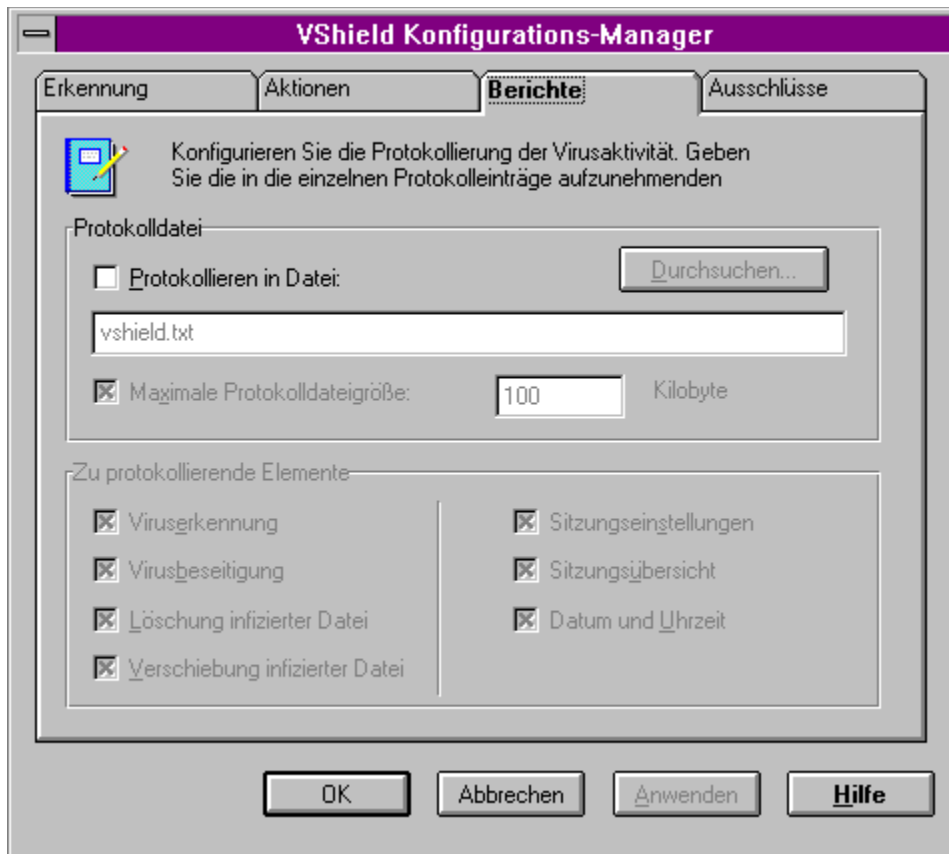 VShield Konfigurations-Manager
Erkennung
Aktionen
Berichte
Ausschlüsse
Konfigurieren Sie die Protokollierung der Virusaktivität. Geben
Sie die in die einzelnen Protokolleinträge aufzunehmenden
Protokolldatei
Protokollieren in Datei:
Durchsuchen...
vshield.txt
Maximale Protokolldateigröße:
100
Kilobyte
Zu protokollierende Elemente
Viruserkennung
Virusbeseitigung
Löschung infizierter Datei
Verschiebung infizierter Datei
Sitzungseinstellungen
Sitzungsübersicht
Datum und Uhrzeit
OK
Abbrechen
Anwenden
Hilfe